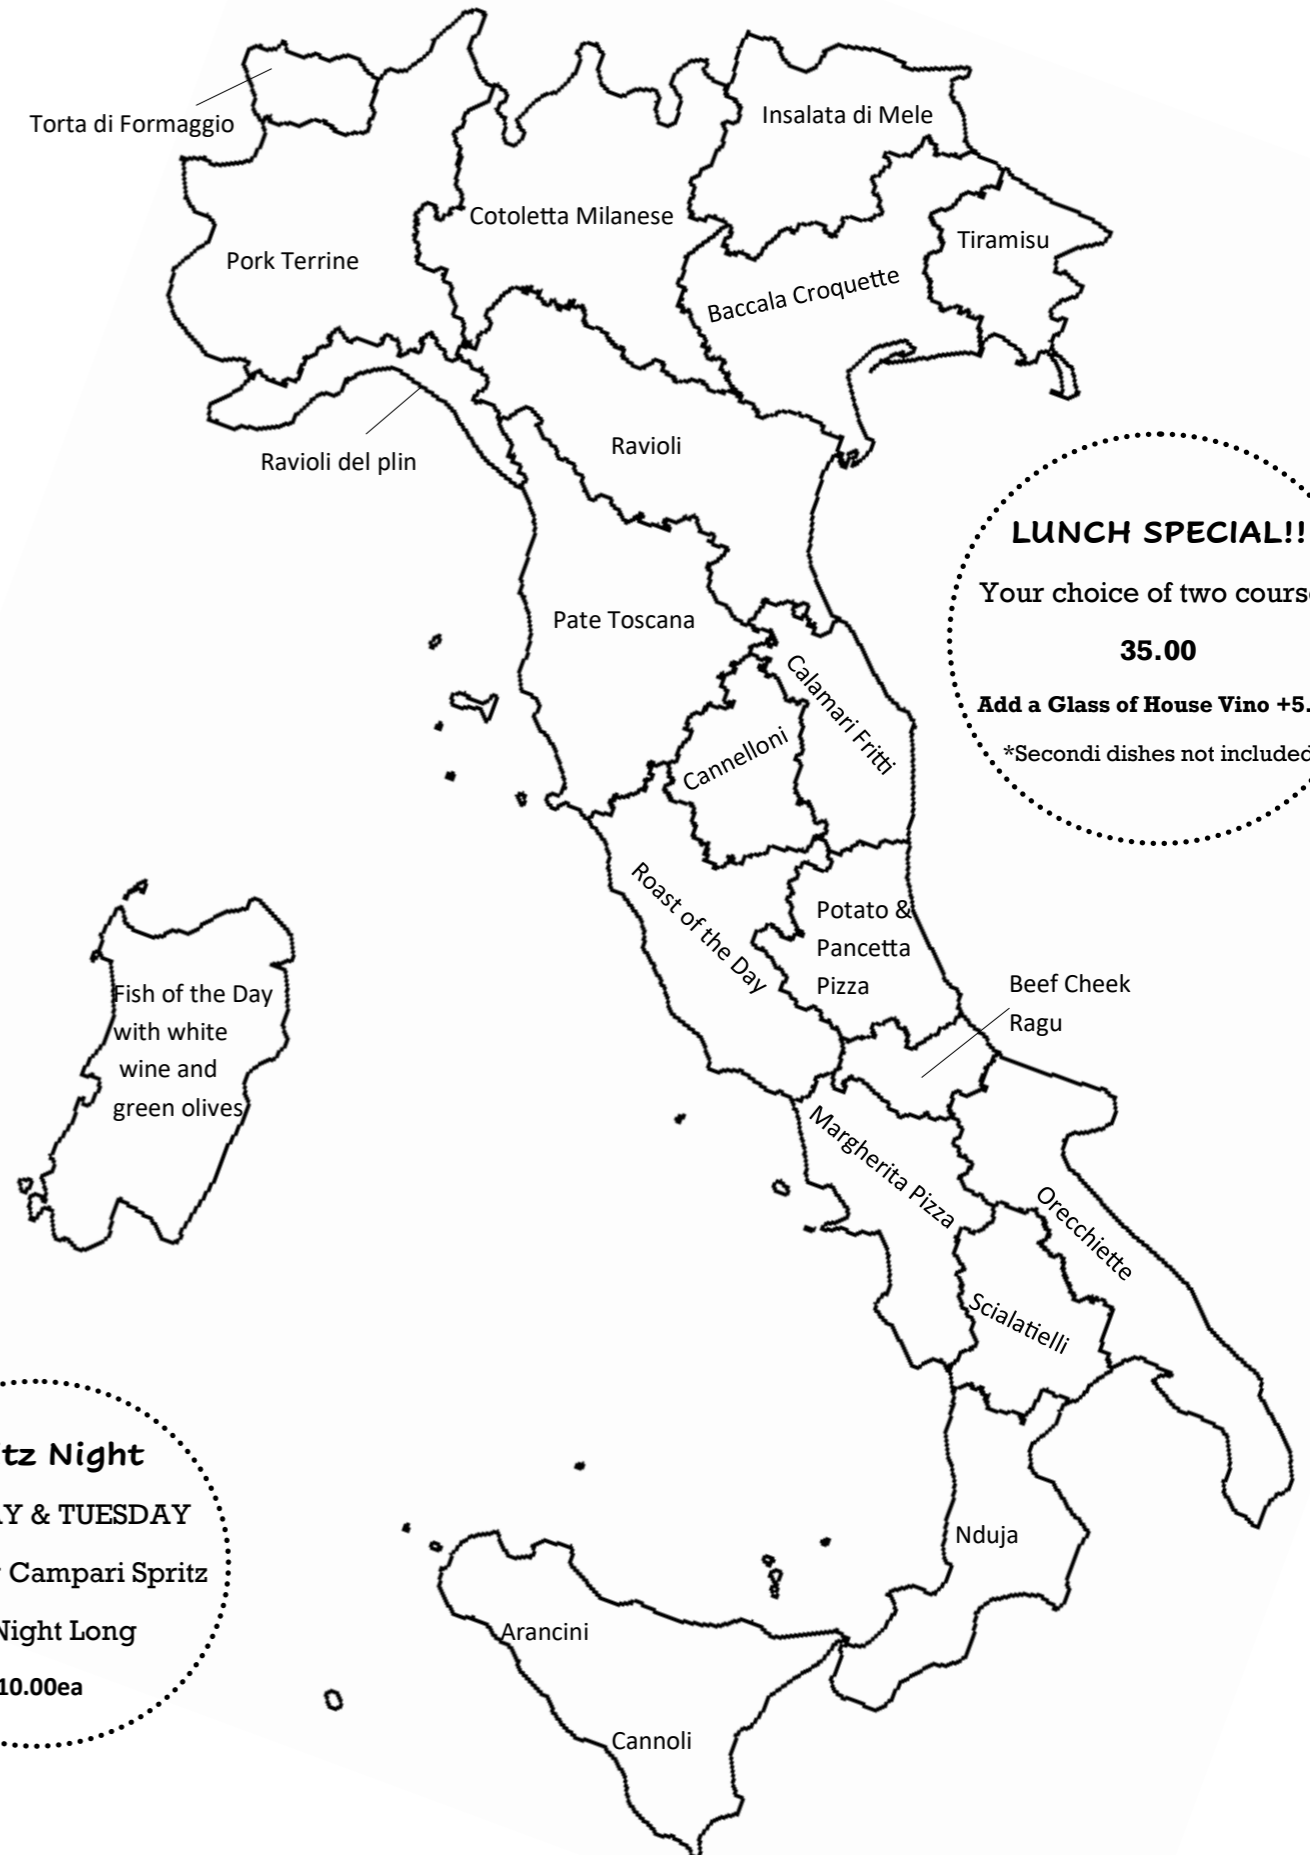 Torta di Formaggio
Insalata di Mele
Cotoletta Milanese
Tiramisu
Pork Terrine
Baccala Croquette
Ravioli
Ravioli del plin
LUNCH SPECIAL!!
Your choice of two
35.00
Add a Glass of House Vino
*Secondi dishes not included
Pate Toscana
Calamari Fritti
Cannelloni
Roast of the Day
Potato &
Pancetta
Pizza
Beef Cheek
Ragu
Fish of the Day
with white
wine and
green olives
Margherita Pizza
Orecchiette
Scialatielli
Night
& TUESDAY
Campari Spritz
Night Long
10.00ea
Nduja
Arancini
Cannoli